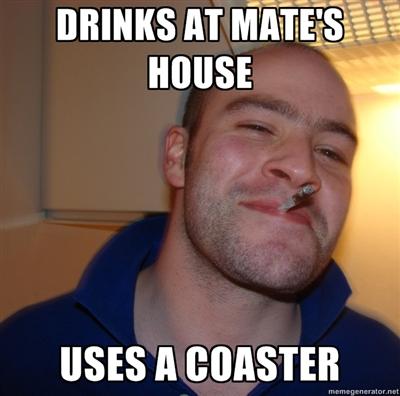 DRINKS AT MATE'S
HOUSE
USES A COASTER
memegenerator.net